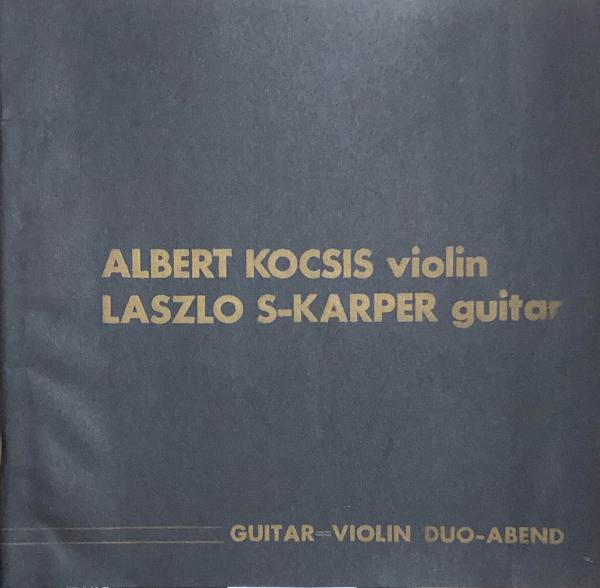 ALBERT KOCSIS violin
LASZLO S-KARPER guitar
GUITAR=VIOLIN DUO-ABEND